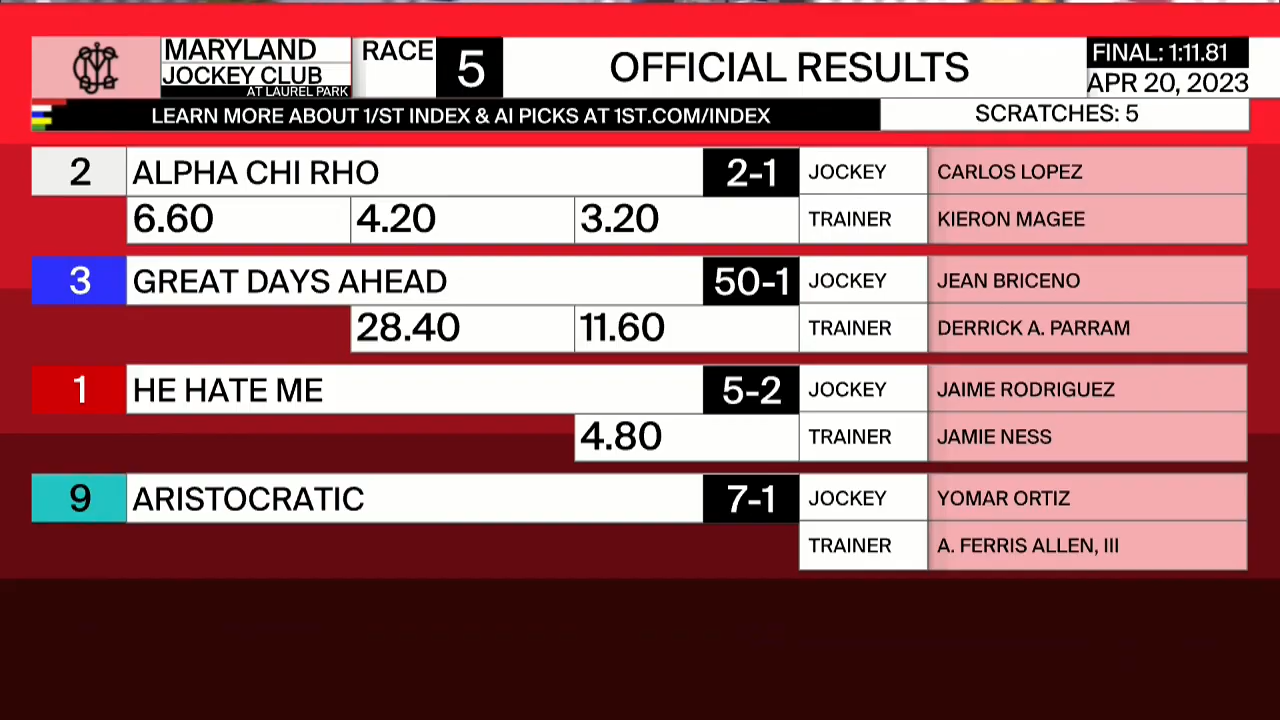 MARYLAND
JOCKEY CLUB
AT LAUREL PARK
RACE 5
OFFICIAL RESULTS
FINAL: 1:11.81
APR 20, 2023
LEARN MORE ABOUT 1/ST INDEX & AI PICKS AT 1ST.COM/INDEX
SCRATCHES: 5
2 ALPHA CHI RHO 2-1 JOCKEY CARLOS LOPEZ
6.60 4.20 3.20 TRAINER KIERON MAGEE
3 GREAT DAYS AHEAD 50-1 JOCKEY JEAN BRICENO
28.40 11.60 TRAINER DERRICK A. PARRAM
1 HE HATE ME 5-2 JOCKEY JAIME RODRIGUEZ
4.80 TRAINER JAMIE NESS
9 ARISTOCRATIC 7-1 JOCKEY YOMAR ORTIZ
TRAINER A. FERRIS ALLEN, III